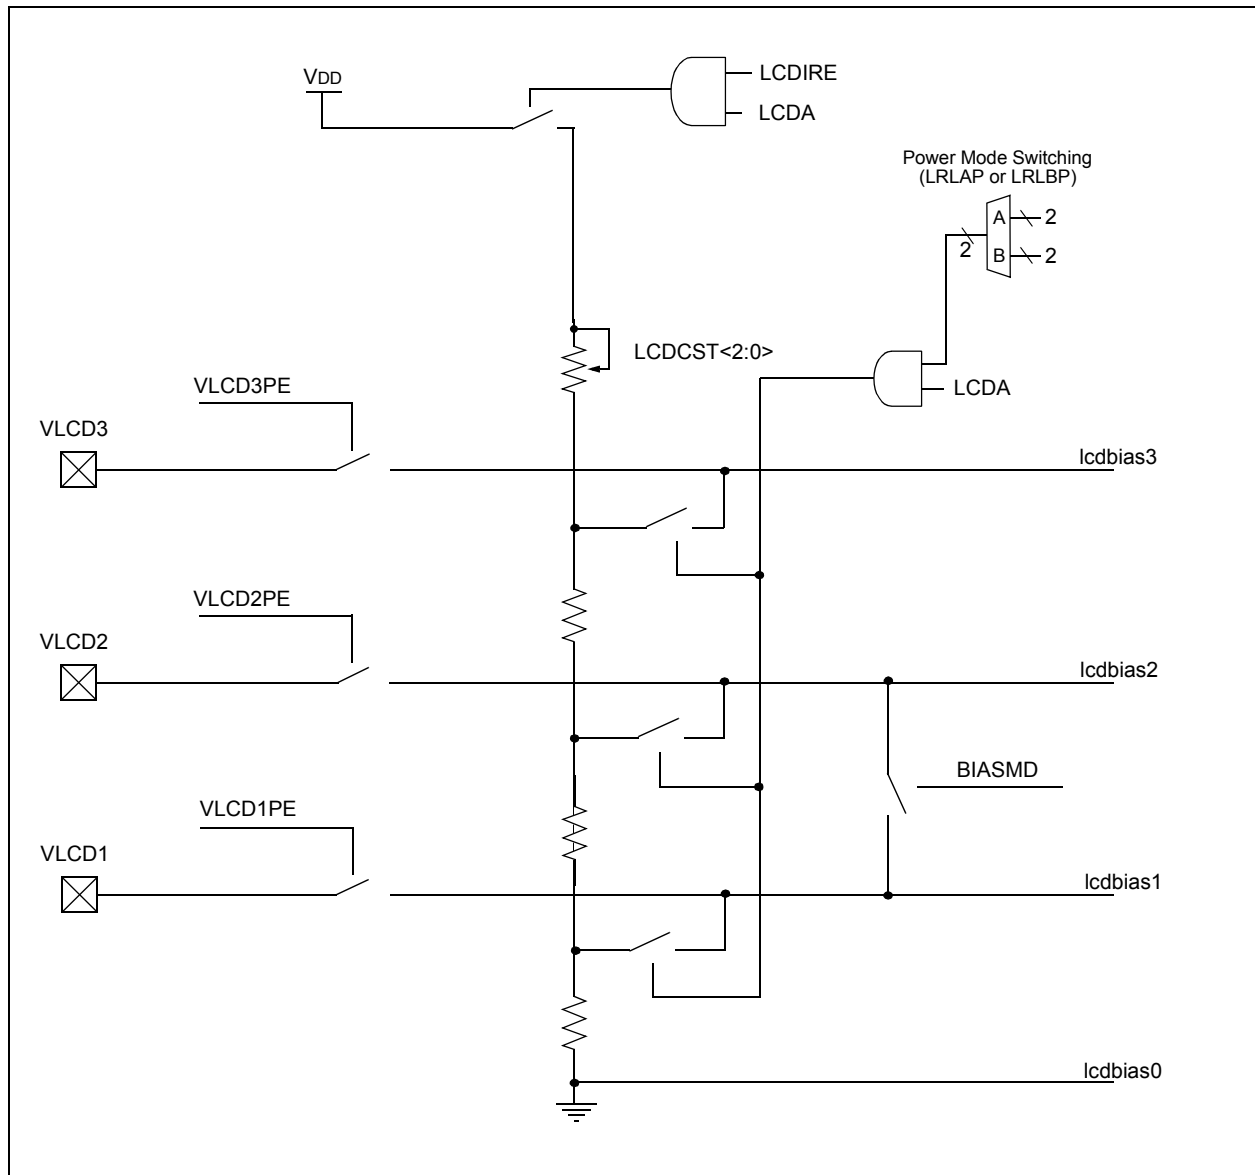 VDD
LCDIRE
LCDA
Power Mode Switching
(LRLAP or LRLBP)
A
2
2
B
2
LCDCST<2:0>
LCDA
VLCD3PE
VLCD3
lcdbias3
VLCD2PE
VLCD2
lcdbias2
BIASMD
VLCD1PE
VLCD1
lcdbias1
lcdbias0